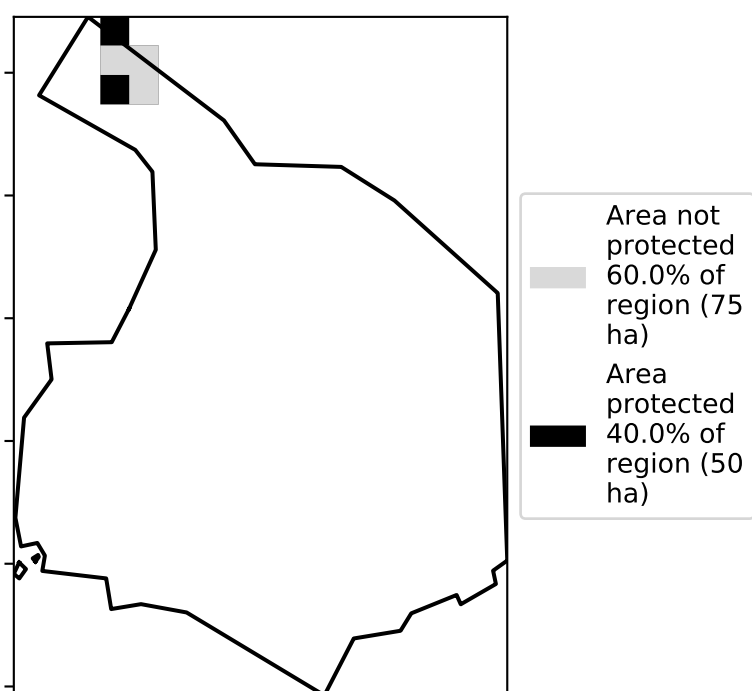 Area not
protected
60.0% of
region (75
ha)
Area
protected
40.0% of
region (50
ha)